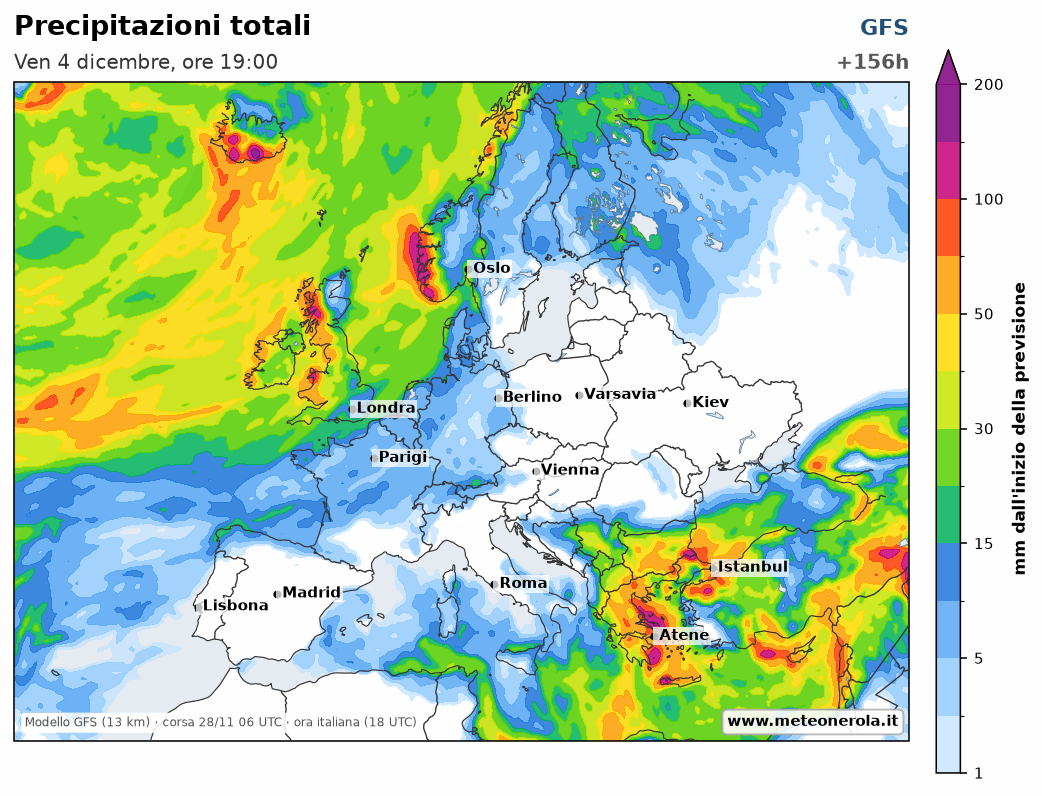 Precipitazioni totali
GFS
Ven 4 dicembre, ore 19:00
+156h
200
100
50
30
15
5
1
mm dall'inizio della previsione
Oslo
Londra
Berlino
Varsavia
Kiev
Parigi
Vienna
Istanbul
Roma
Madrid
Lisbona
Atene
Modello GFS (13 km) · corsa 28/11 06 UTC · ora italiana (18 UTC)
www.meteonerola.it